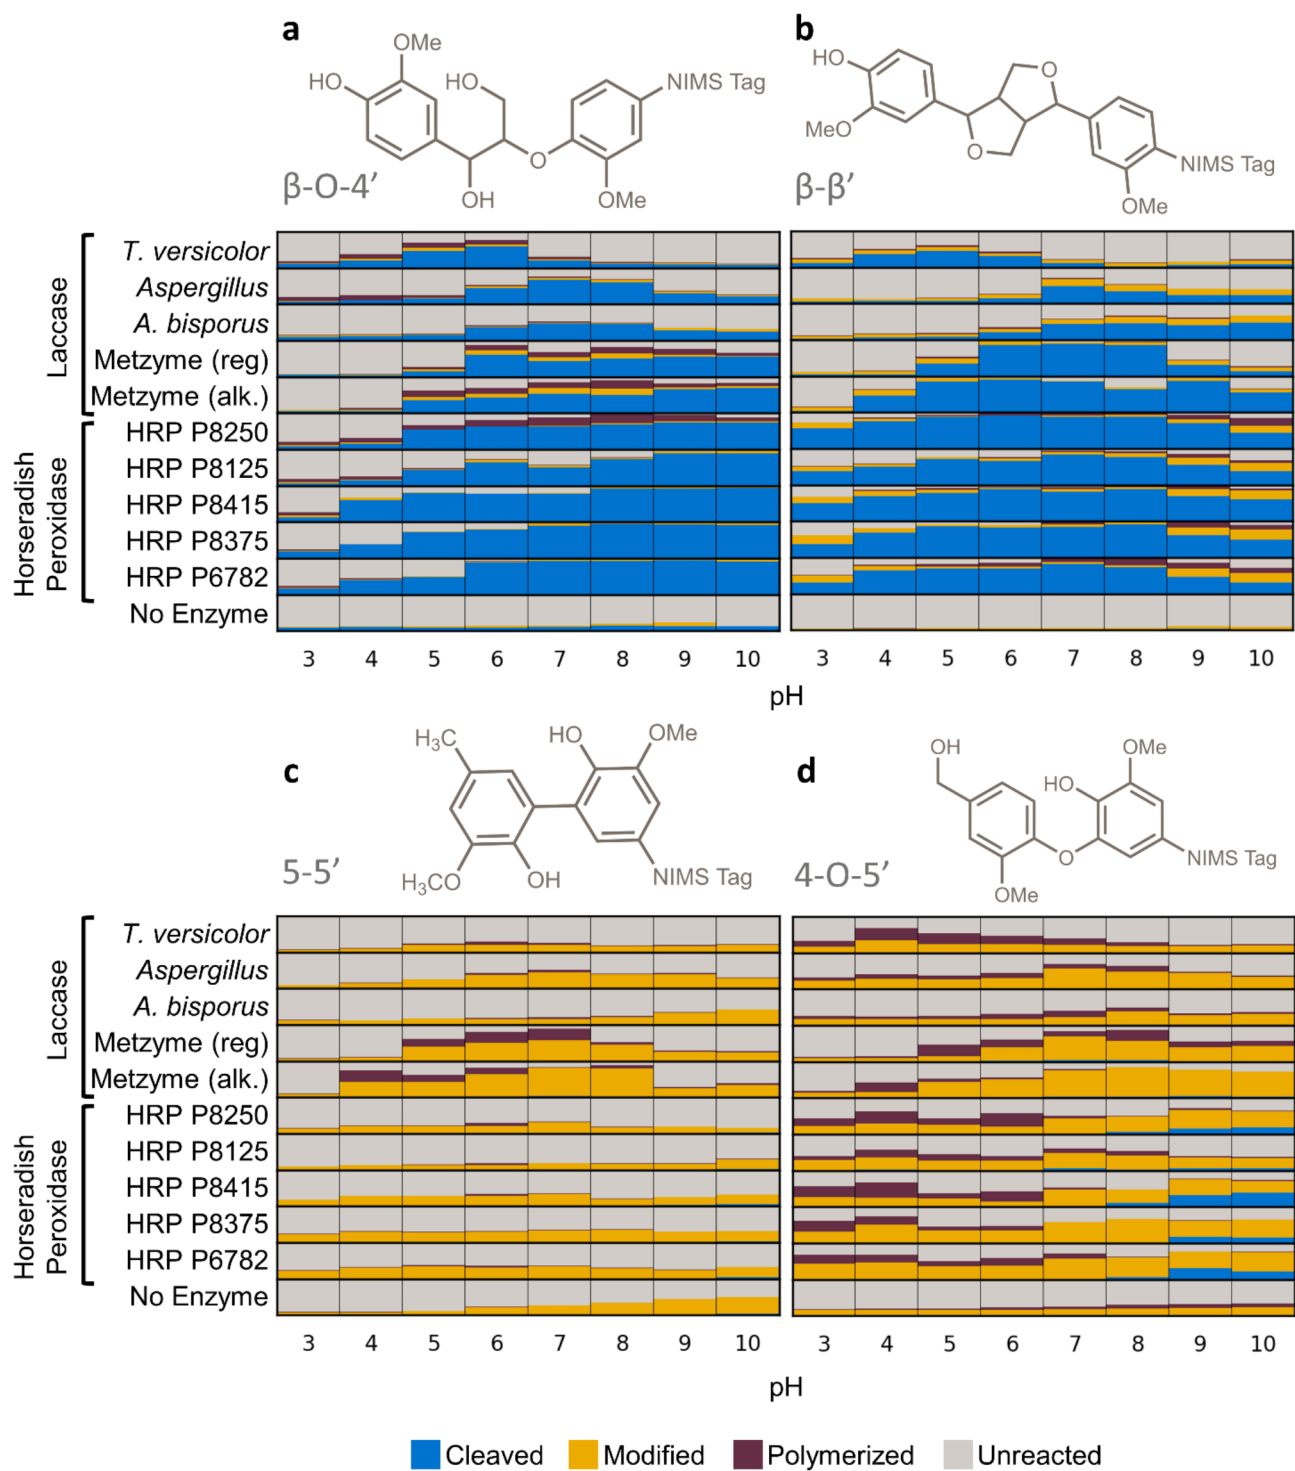 a
b
OMe
HO
HO
NIMS Tag
O
OH
OMe
β-O-4’
HO
O
MeO
O
NIMS Tag
OMe
β-β’
Laccase
T. versicolor
Aspergillus
A. bisporus
Metzyme (reg)
Metzyme (alk.)
Horseradish
Peroxidase
HRP P8250
HRP P8125
HRP P8415
HRP P8375
HRP P6782
No Enzyme
3 4 5 6 7 8 9 10
3 4 5 6 7 8 9 10
pH
c
d
H₃C
HO
OMe
H₃CO
OH
NIMS Tag
5-5’
OH
OMe
HO
O
NIMS Tag
OMe
4-O-5’
Laccase
T. versicolor
Aspergillus
A. bisporus
Metzyme (reg)
Metzyme (alk.)
Horseradish
Peroxidase
HRP P8250
HRP P8125
HRP P8415
HRP P8375
HRP P6782
No Enzyme
3 4 5 6 7 8 9 10
3 4 5 6 7 8 9 10
pH
Cleaved Modified Polymerized Unreacted